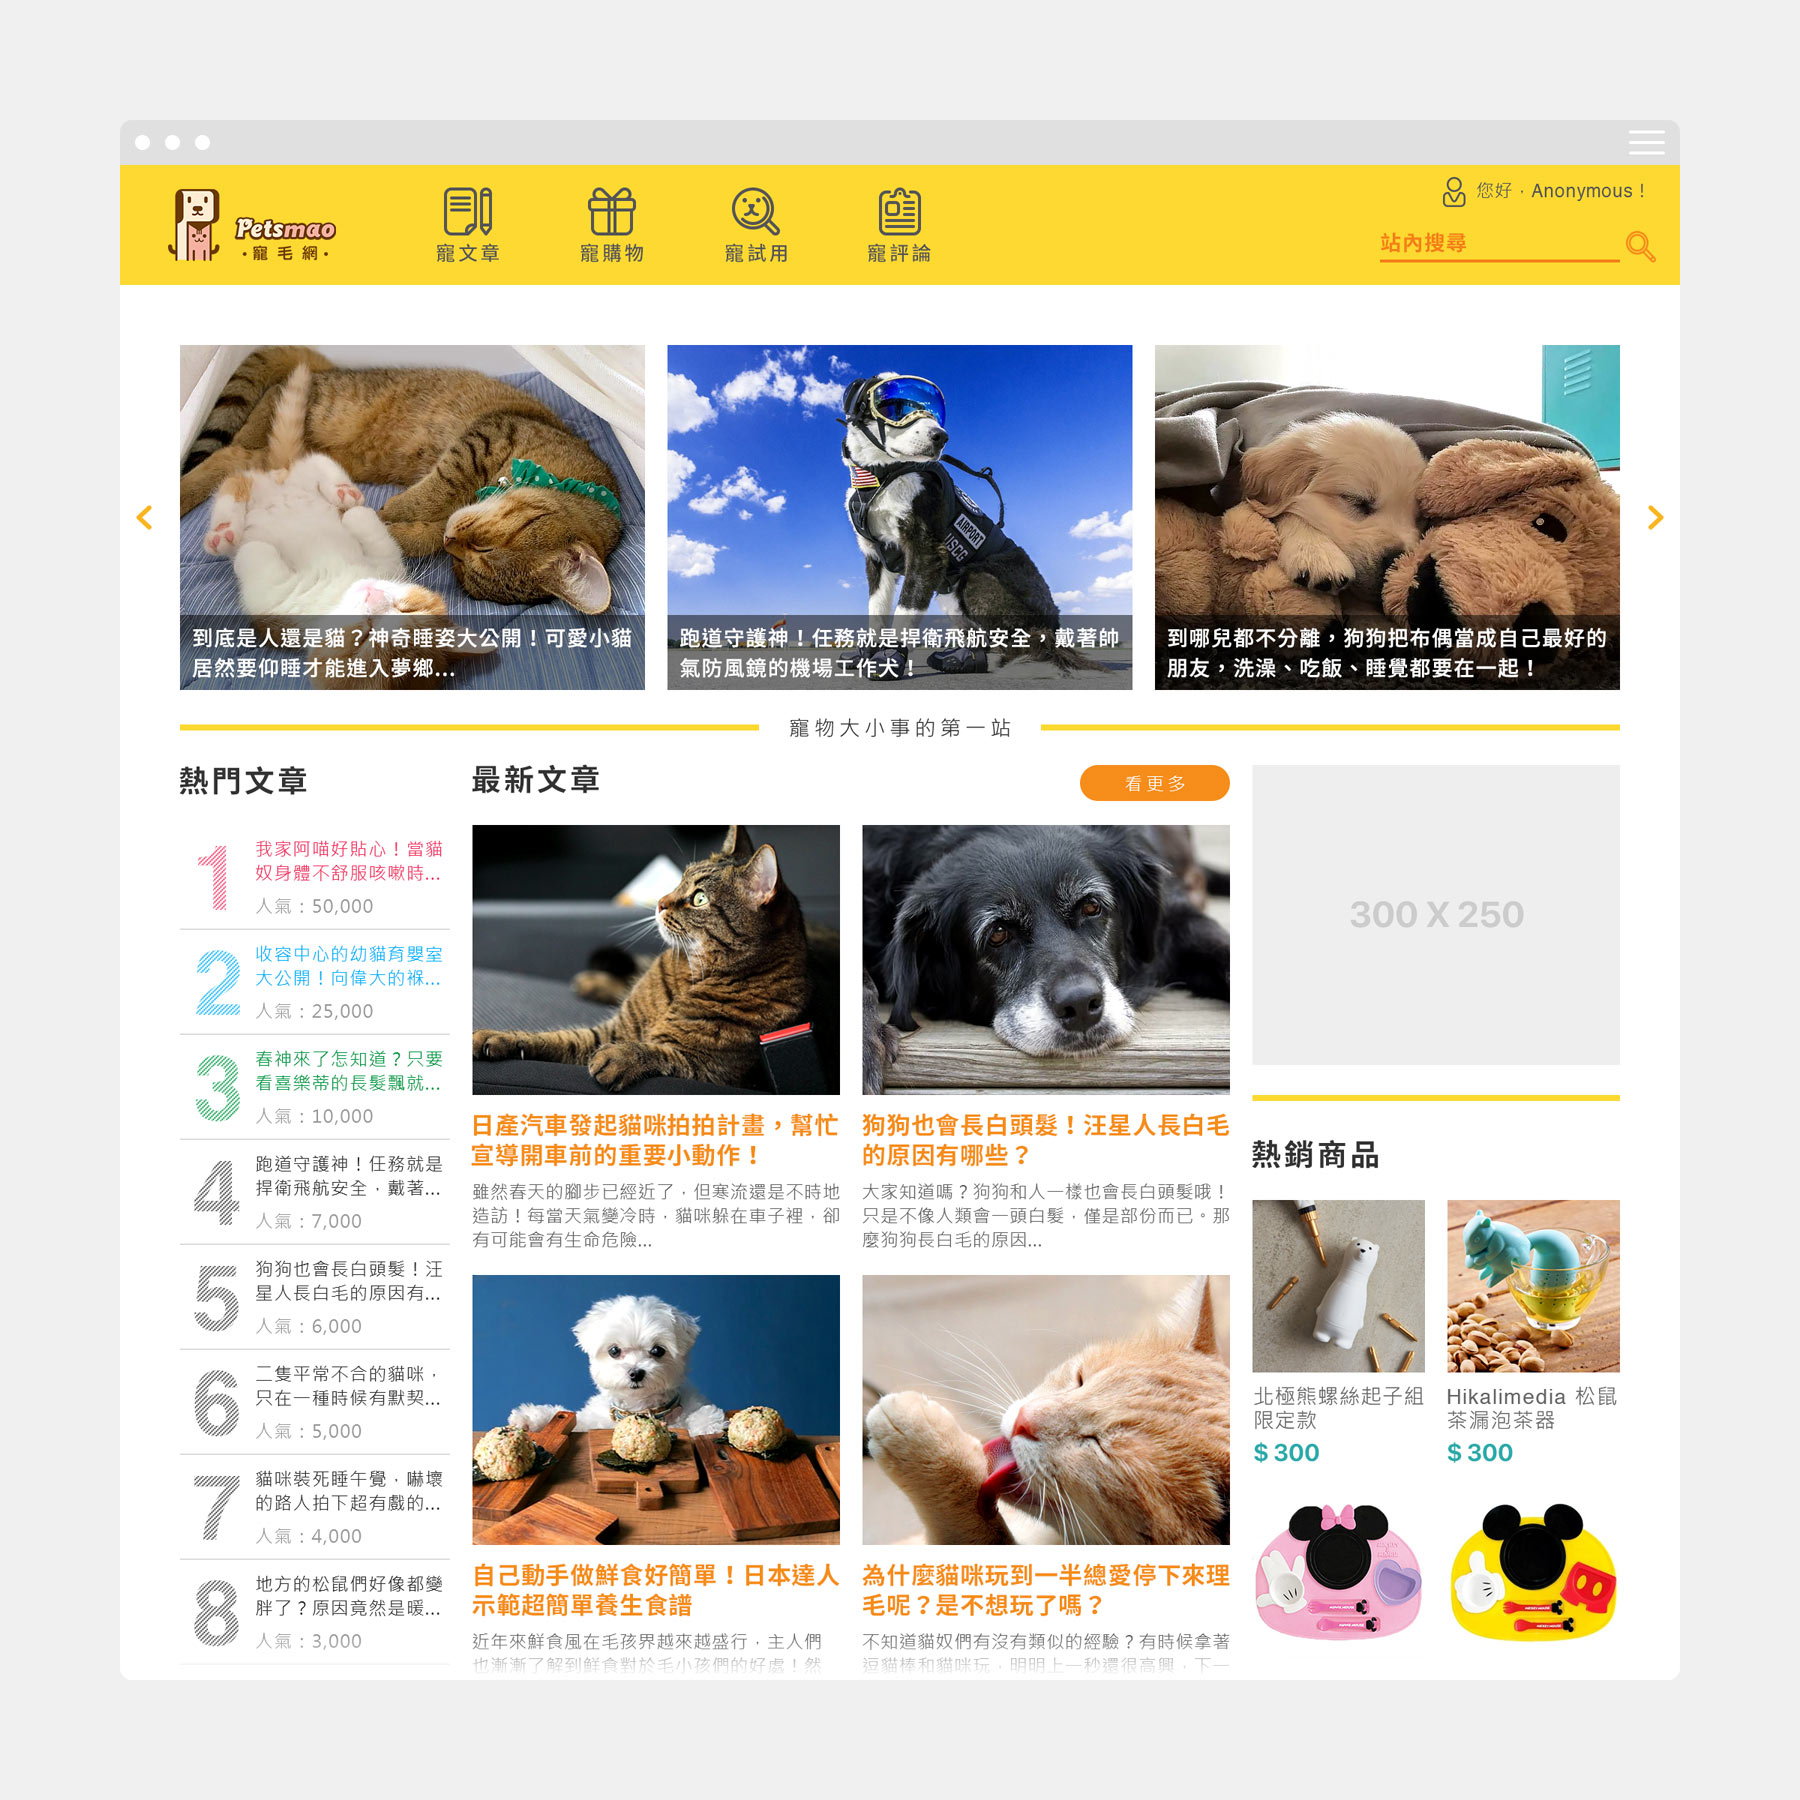 Petsmao
·寵毛網·
寵文章
寵購物
寵試用
寵評論
您好，Anonymous！
站內搜尋
到底是人還是貓？神奇睡姿大公開！可愛小貓
居然要仰睡才能進入夢鄉...
AIRPORT
USCG
跑道守護神！任務就是捍衛飛航安全，戴著帥
氣防風鏡的機場工作犬！
到哪兒都不分離，狗狗把布偶當成自己最好的
朋友，洗澡、吃飯、睡覺都要在一起！
寵物大小事的第一站
熱門文章
1
我家阿喵好貼心！當貓
奴身體不舒服咳嗽時...
人氣：50,000
2
收容中心的幼貓育嬰室
大公開！向偉大的褓...
人氣：25,000
3
春神來了怎知道？只要
看喜樂蒂的長髮飄就...
人氣：10,000
4
跑道守護神！任務就是
捍衛飛航安全，戴著...
人氣：7,000
5
狗狗也會長白頭髮！汪
星人長白毛的原因有...
人氣：6,000
6
二隻平常不合的貓咪，
只在一種時候有默契...
人氣：5,000
7
貓咪裝死睡午覺，嚇壞
的路人拍下超有戲的...
人氣：4,000
8
地方的松鼠們好像都變
胖了？原因竟然是暖...
人氣：3,000
最新文章
看更多
日產汽車發起貓咪拍拍計畫，幫忙
宣導開車前的重要小動作！
雖然春天的腳步已經近了，但寒流還是不時地
造訪！每當天氣變冷時，貓咪躲在車子裡，卻
有可能會有生命危險...
狗狗也會長白頭髮！汪星人長白毛
的原因有哪些？
大家知道嗎？狗狗和人一樣也會長白頭髮哦！
只是不像人類會一頭白髮，僅是部份而已。那
麼狗狗長白毛的原因...
自己動手做鮮食好簡單！日本達人
示範超簡單養生食譜
近年來鮮食風在毛孩界越來越盛行，主人們
也漸漸了解到鮮食對於毛小孩們的好處！然
為什麼貓咪玩到一半總愛停下來理
毛呢？是不想玩了嗎？
不知道貓奴們有沒有類似的經驗？有時候拿著
逗貓棒和貓咪玩，明明上一秒還很高興，下一
300 X 250
熱銷商品
北極熊螺絲起子組
限定款
$ 300
Hikalimedia 松鼠
茶漏泡茶器
$ 300